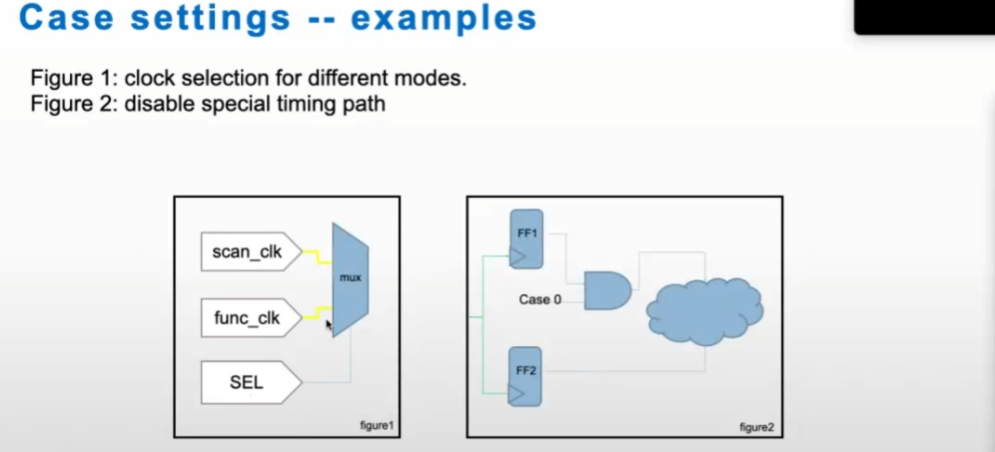 Case settings -- examples
Figure 1: clock selection for different modes.
Figure 2: disable special timing path
scan_clk
mux
func_clk
SEL
figure1
FF1
Case 0
FF2
figure2